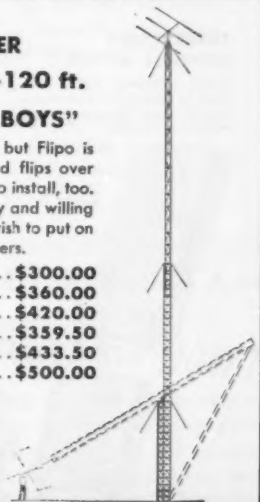 ER
120 ft.
BOYS"
but Flipo is
d flips over
o install, too.
y and willing
ish to put on
ers.
..$300.00
..$360.00
..$420.00
..$359.50
..$433.50
..$500.00